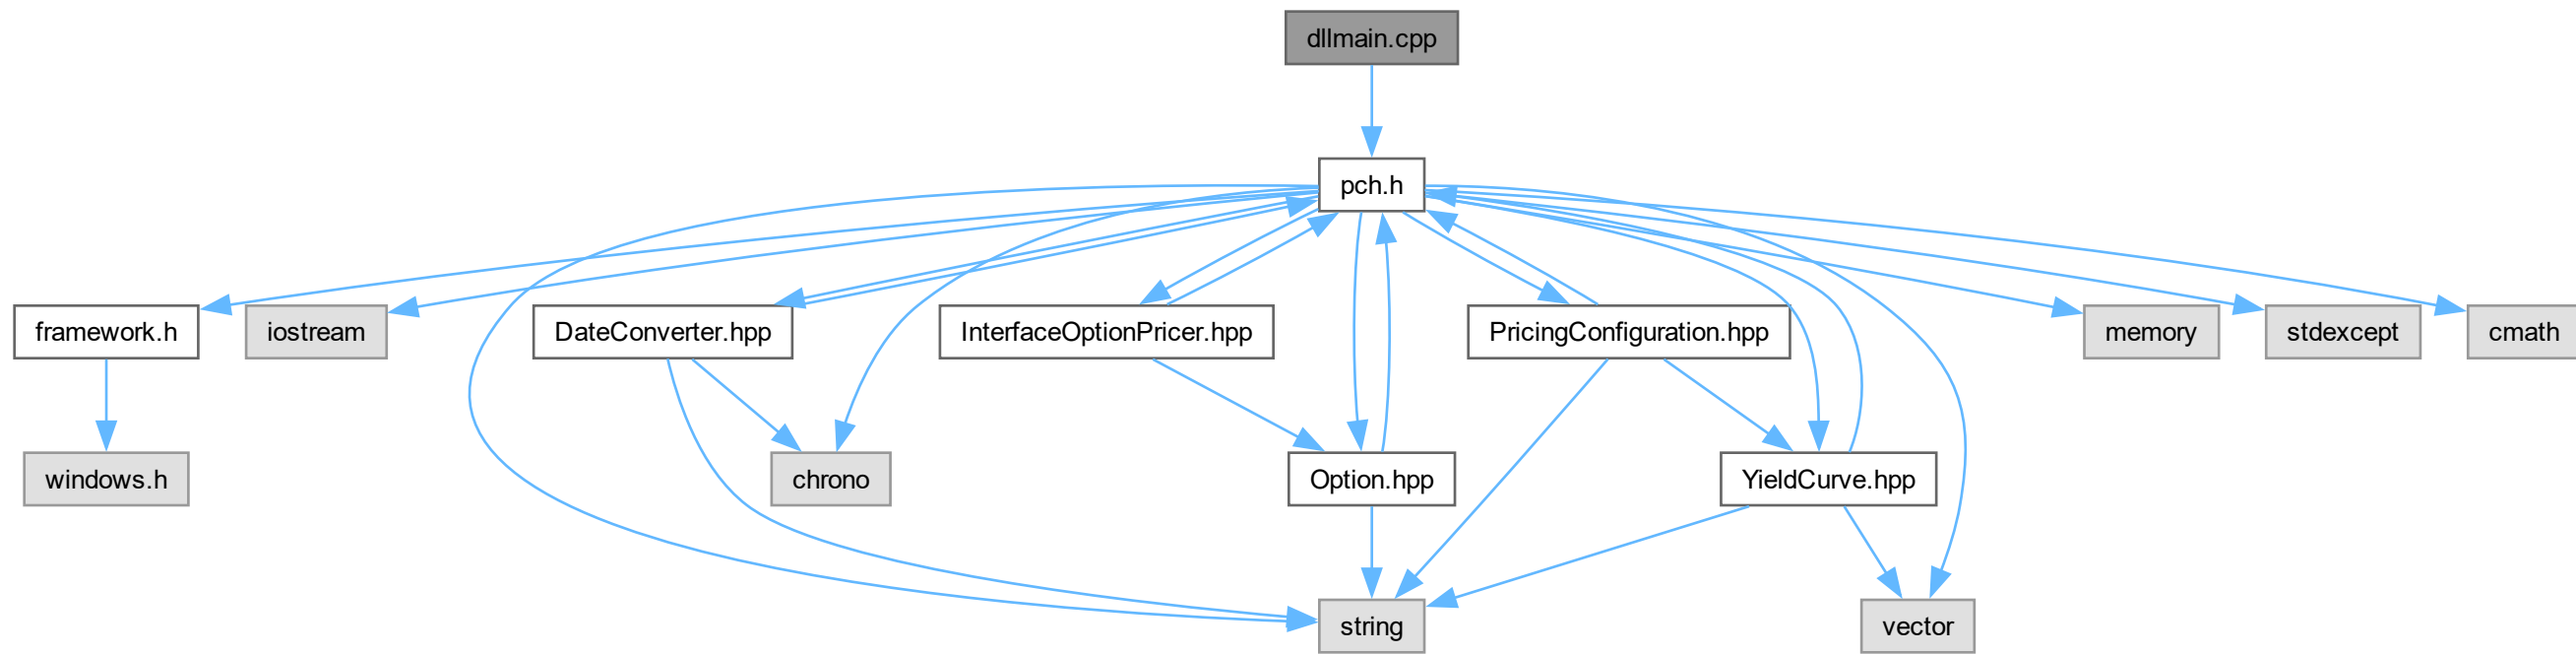 dllmain.cpp
pch.h
framework.h
iostream
DateConverter.hpp
InterfaceOptionPricer.hpp
PricingConfiguration.hpp
memory
stdexcept
cmath
windows.h
chrono
Option.hpp
YieldCurve.hpp
string
vector